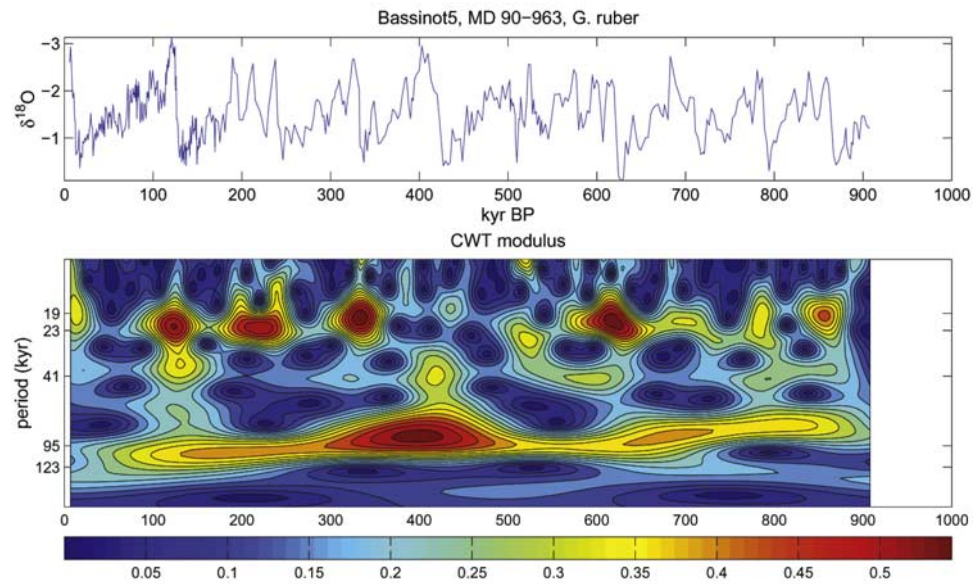 Bassinot5, MD 90−963, G. ruber
−3
−2
−1
δ18O
0 100 200 300 400 500 600 700 800 900 1000
kyr BP
CWT modulus
19
23
41
95
123
period (kyr)
0 100 200 300 400 500 600 700 800 900 1000
0.05 0.1 0.15 0.2 0.25 0.3 0.35 0.4 0.45 0.5